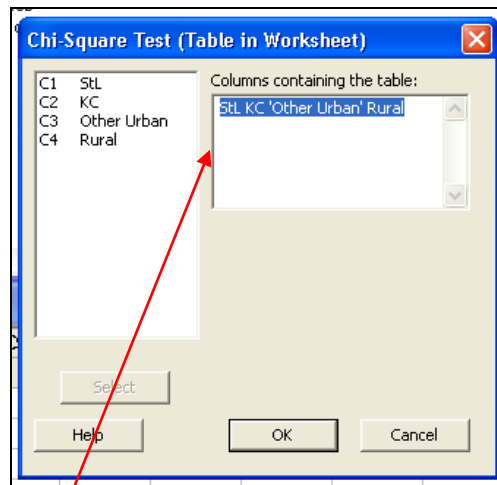 Chi-Square Test (Table in Worksheet)
C1 StL
C2 KC
C3 Other Urban
C4 Rural
Columns containing the table:
StL KC 'Other Urban' Rural
Select
Help
OK
Cancel